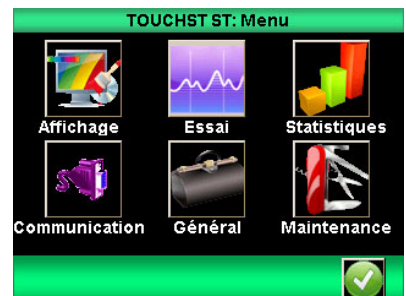 TOUCHST ST: Menu
Affichage Essai Statistiques
Communication Général Maintenance